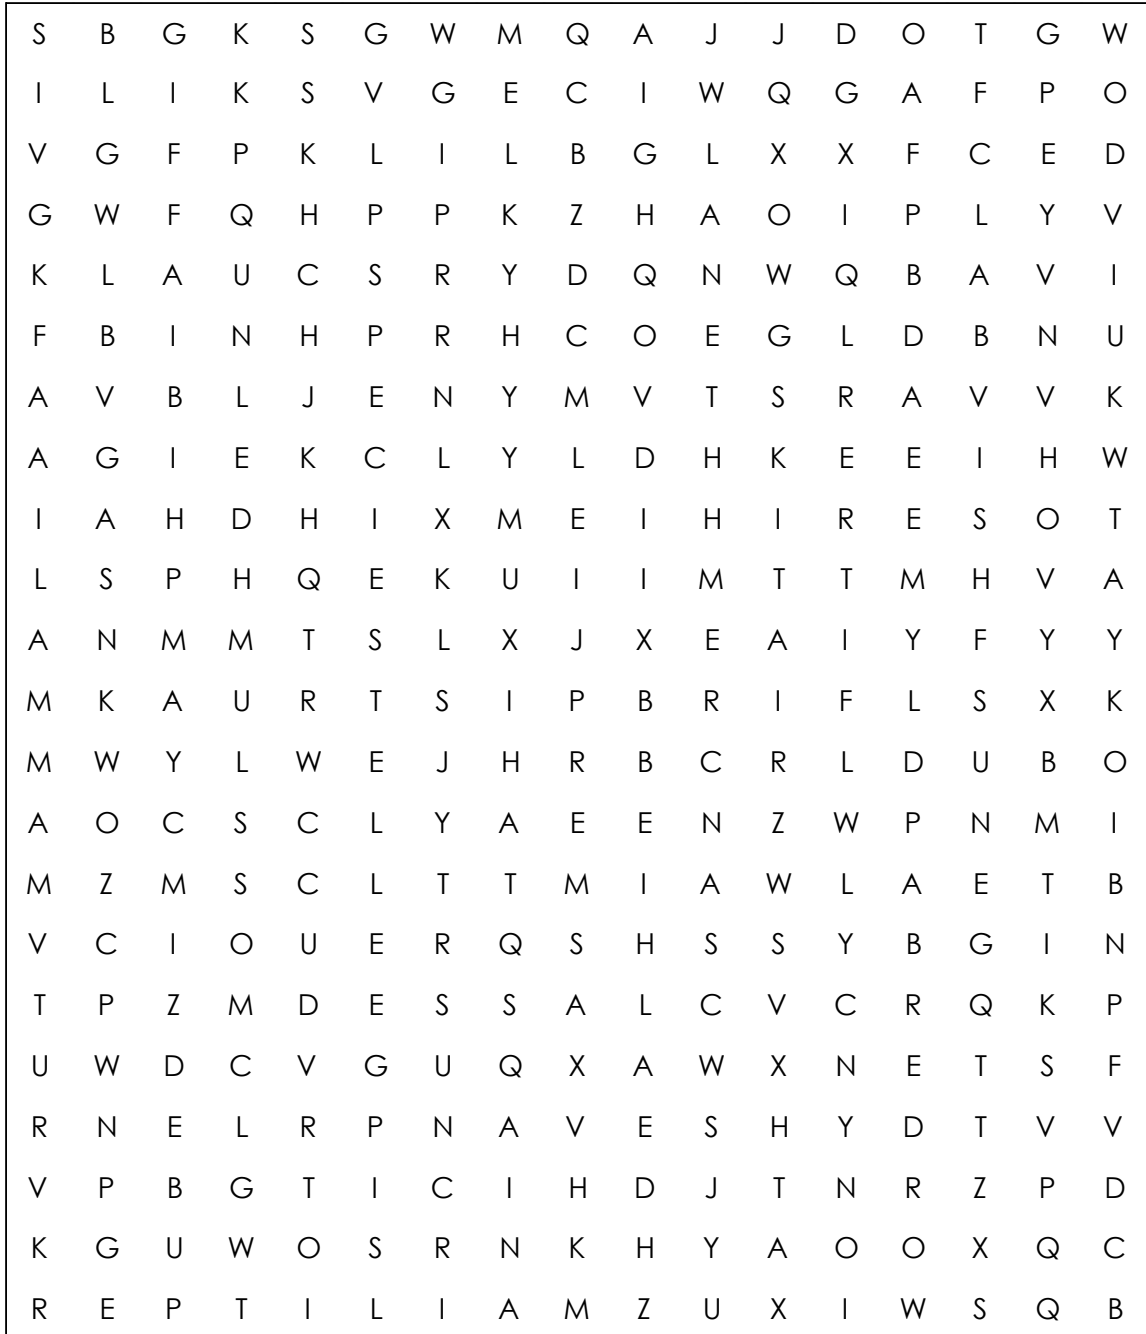 S B G K S G W M Q A J J D O T G W
I L I K S V G E C I W Q G A F P O
V G F P K L I L B G L X X F C E D
G W F Q H P P K Z H A O I P L Y V
K L A U C S R Y D Q N W Q B A V I
F B I N H P R H C O E G L D B N U
A V B L J E N Y M V T S R A V V K
A G I E K C L Y L D H K E E I H W
I A H D H I X M E I H I R E S O T
L S P H Q E K U I I M T T M H V A
A N M M T S L X J X E A I Y F Y Y
M K A U R T S I P B R I F L S X K
M W Y L W E J H R B C R L D U B O
A O C S C L Y A E E N Z W P N M I
M Z M S C L T T M I A W L A E T B
V C I O U E R Q S H S S Y B G I N
T P Z M D E S S A L C V C R Q K P
U W D C V G U Q X A W X N E T S F
R N E L R P N A V E S H Y D T V V
V P B G T I C I H D J T N R Z P D
K G U W O S R N K H Y A O O X Q C
R E P T I L I A M Z U X I W S Q B